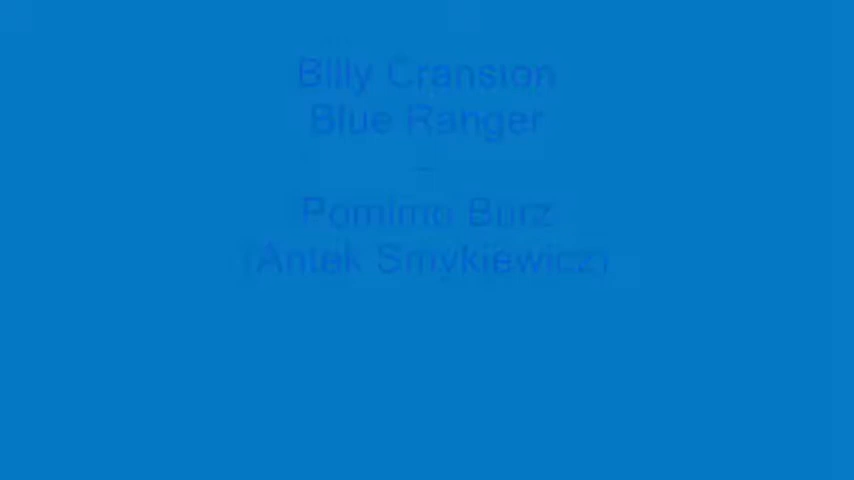 Billy Cranston
Blue Ranger
-
Pomimo Burz
(Antek Smykiewicz)